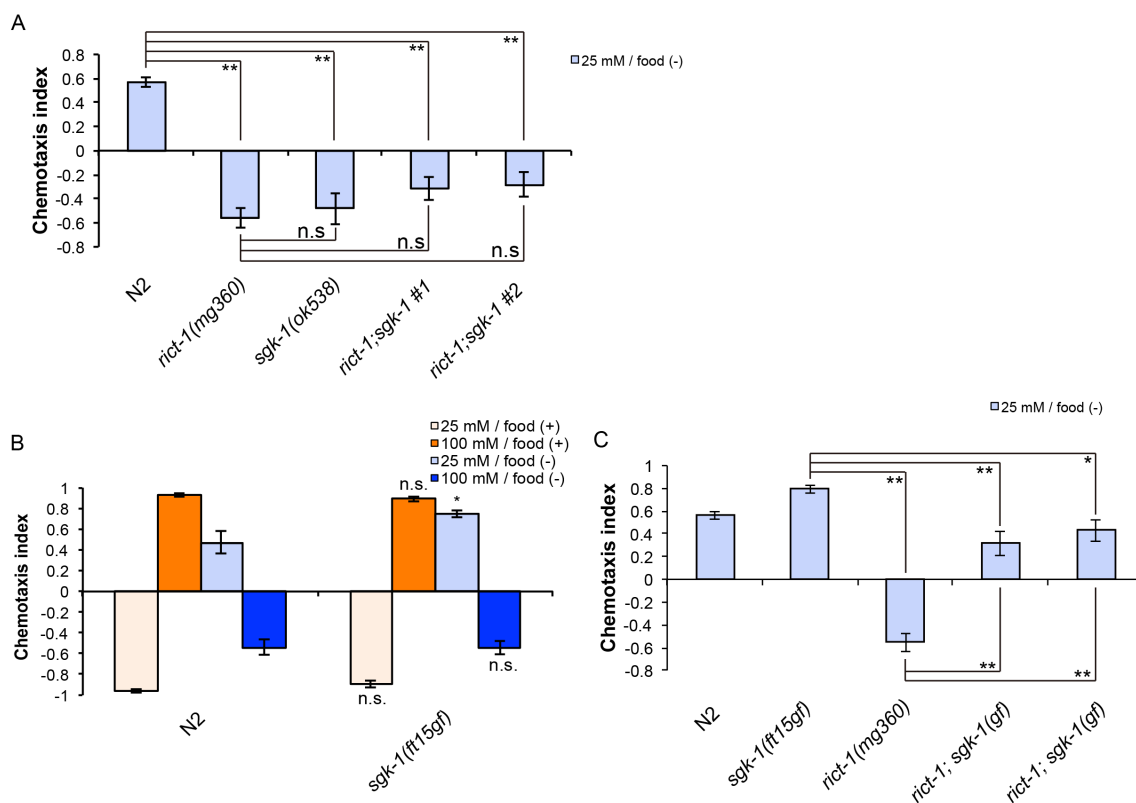 A
25 mM / food (-)
**
**
**
**
Chemotaxis index
0.8
0.6
0.4
0.2
0
-0.2
-0.4
-0.6
-0.8
n.s
n.s
n.s
N2
rict-1(mg360)
sgk-1(ok538)
rict-1;sgk-1 #1
rict-1;sgk-1 #2
B
25 mM / food (+)
100 mM / food (+)
25 mM / food (-)
100 mM / food (-)
Chemotaxis index
1
0.8
0.6
0.4
0.2
0
-0.2
-0.4
-0.6
-0.8
-1
n.s.
*
n.s.
n.s.
N2
sgk-1(ft15gf)
C
25 mM / food (-)
*
**
**
Chemotaxis index
1
0.8
0.6
0.4
0.2
0
-0.2
-0.4
-0.6
-0.8
**
**
N2
sgk-1(ft15gf)
rict-1(mg360)
rict-1; sgk-1(gf)
rict-1; sgk-1(gf)